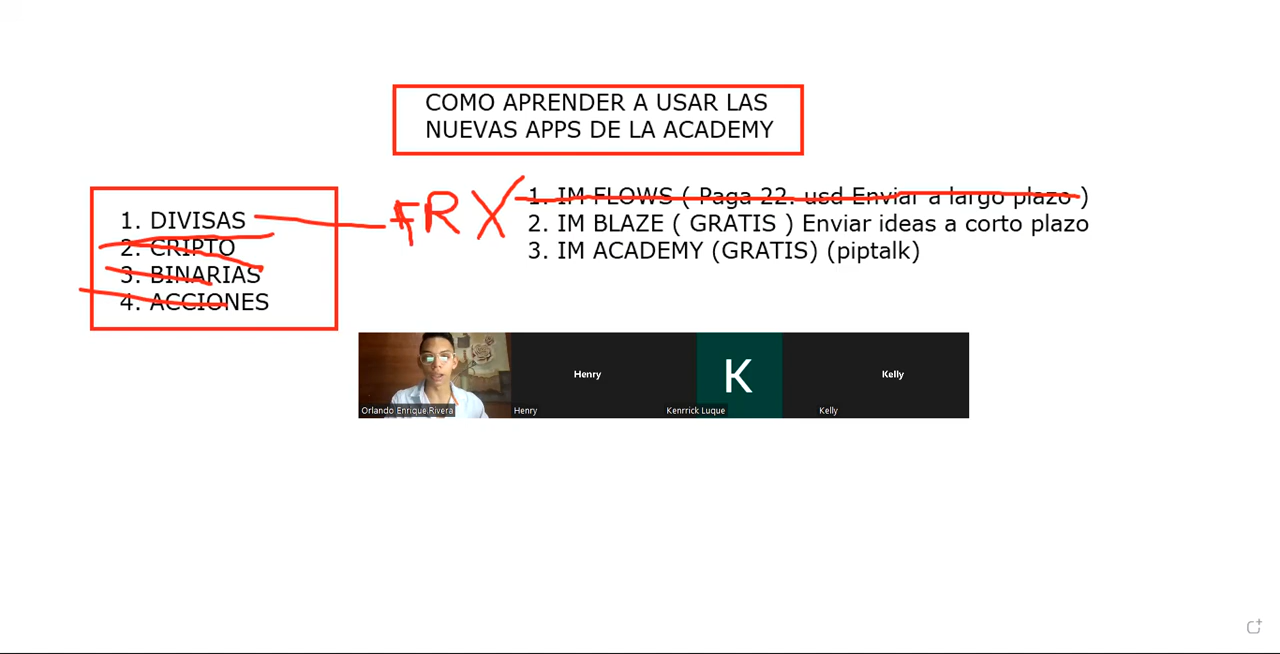 COMO APRENDER A USAR LAS
NUEVAS APPS DE LA ACADEMY
1. DIVISAS
2. CRIPTO
3. BINARIAS
4. ACCIONES
FRX
1. IM FLOWS ( Paga 22. usd Enviar a largo plazo )
2. IM BLAZE ( GRATIS ) Enviar ideas a corto plazo
3. IM ACADEMY (GRATIS) (piptalk)
Henry
K
Kelly
Orlando Enrique Rivera
Henry
Kenrrick Luque
Kelly